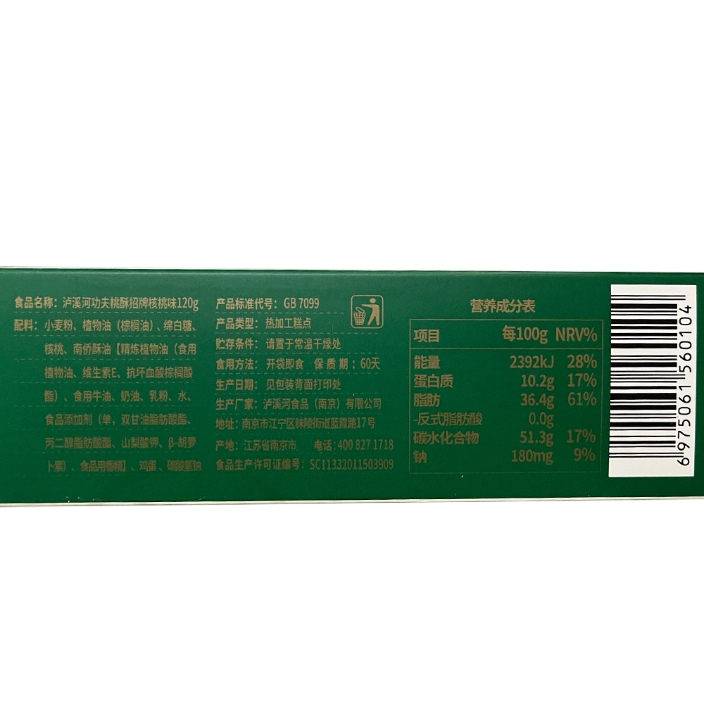 食品名称：泸溪河功夫桃酥招牌核桃味120g
配料：小麦粉、植物油（棕榈油）、绵白糖、
核桃、南侨酥油【精炼植物油（食用
植物油、维生素E、抗坏血酸棕榈酸
酯）、食用牛油、奶油、乳粉、水、
食品添加剂（单，双甘油脂肪酸酯、
丙二醇脂肪酸酯、山梨酸钾、β-胡萝
卜素）、食品用香精】、鸡蛋、碳酸氢钠
产品标准代号：GB 7099
产品类型：热加工糕点
贮存条件：请置于常温干燥处
食用方法：开袋即食 保质期：60天
生产日期：见包装背面打印处
生产厂家：泸溪河食品（南京）有限公司
地址：南京市江宁区秣陵街道蓝霞路17号
产地：江苏省南京市 电话：400 827 1718
食品生产许可证编号：SC11332011503909
营养成分表
项目 每100g NRV%
能量 2392kJ 28%
蛋白质 10.2g 17%
脂肪 36.4g 61%
-反式脂肪酸 0.0g
碳水化合物 51.3g 17%
钠 180mg 9%
6 975061 560104